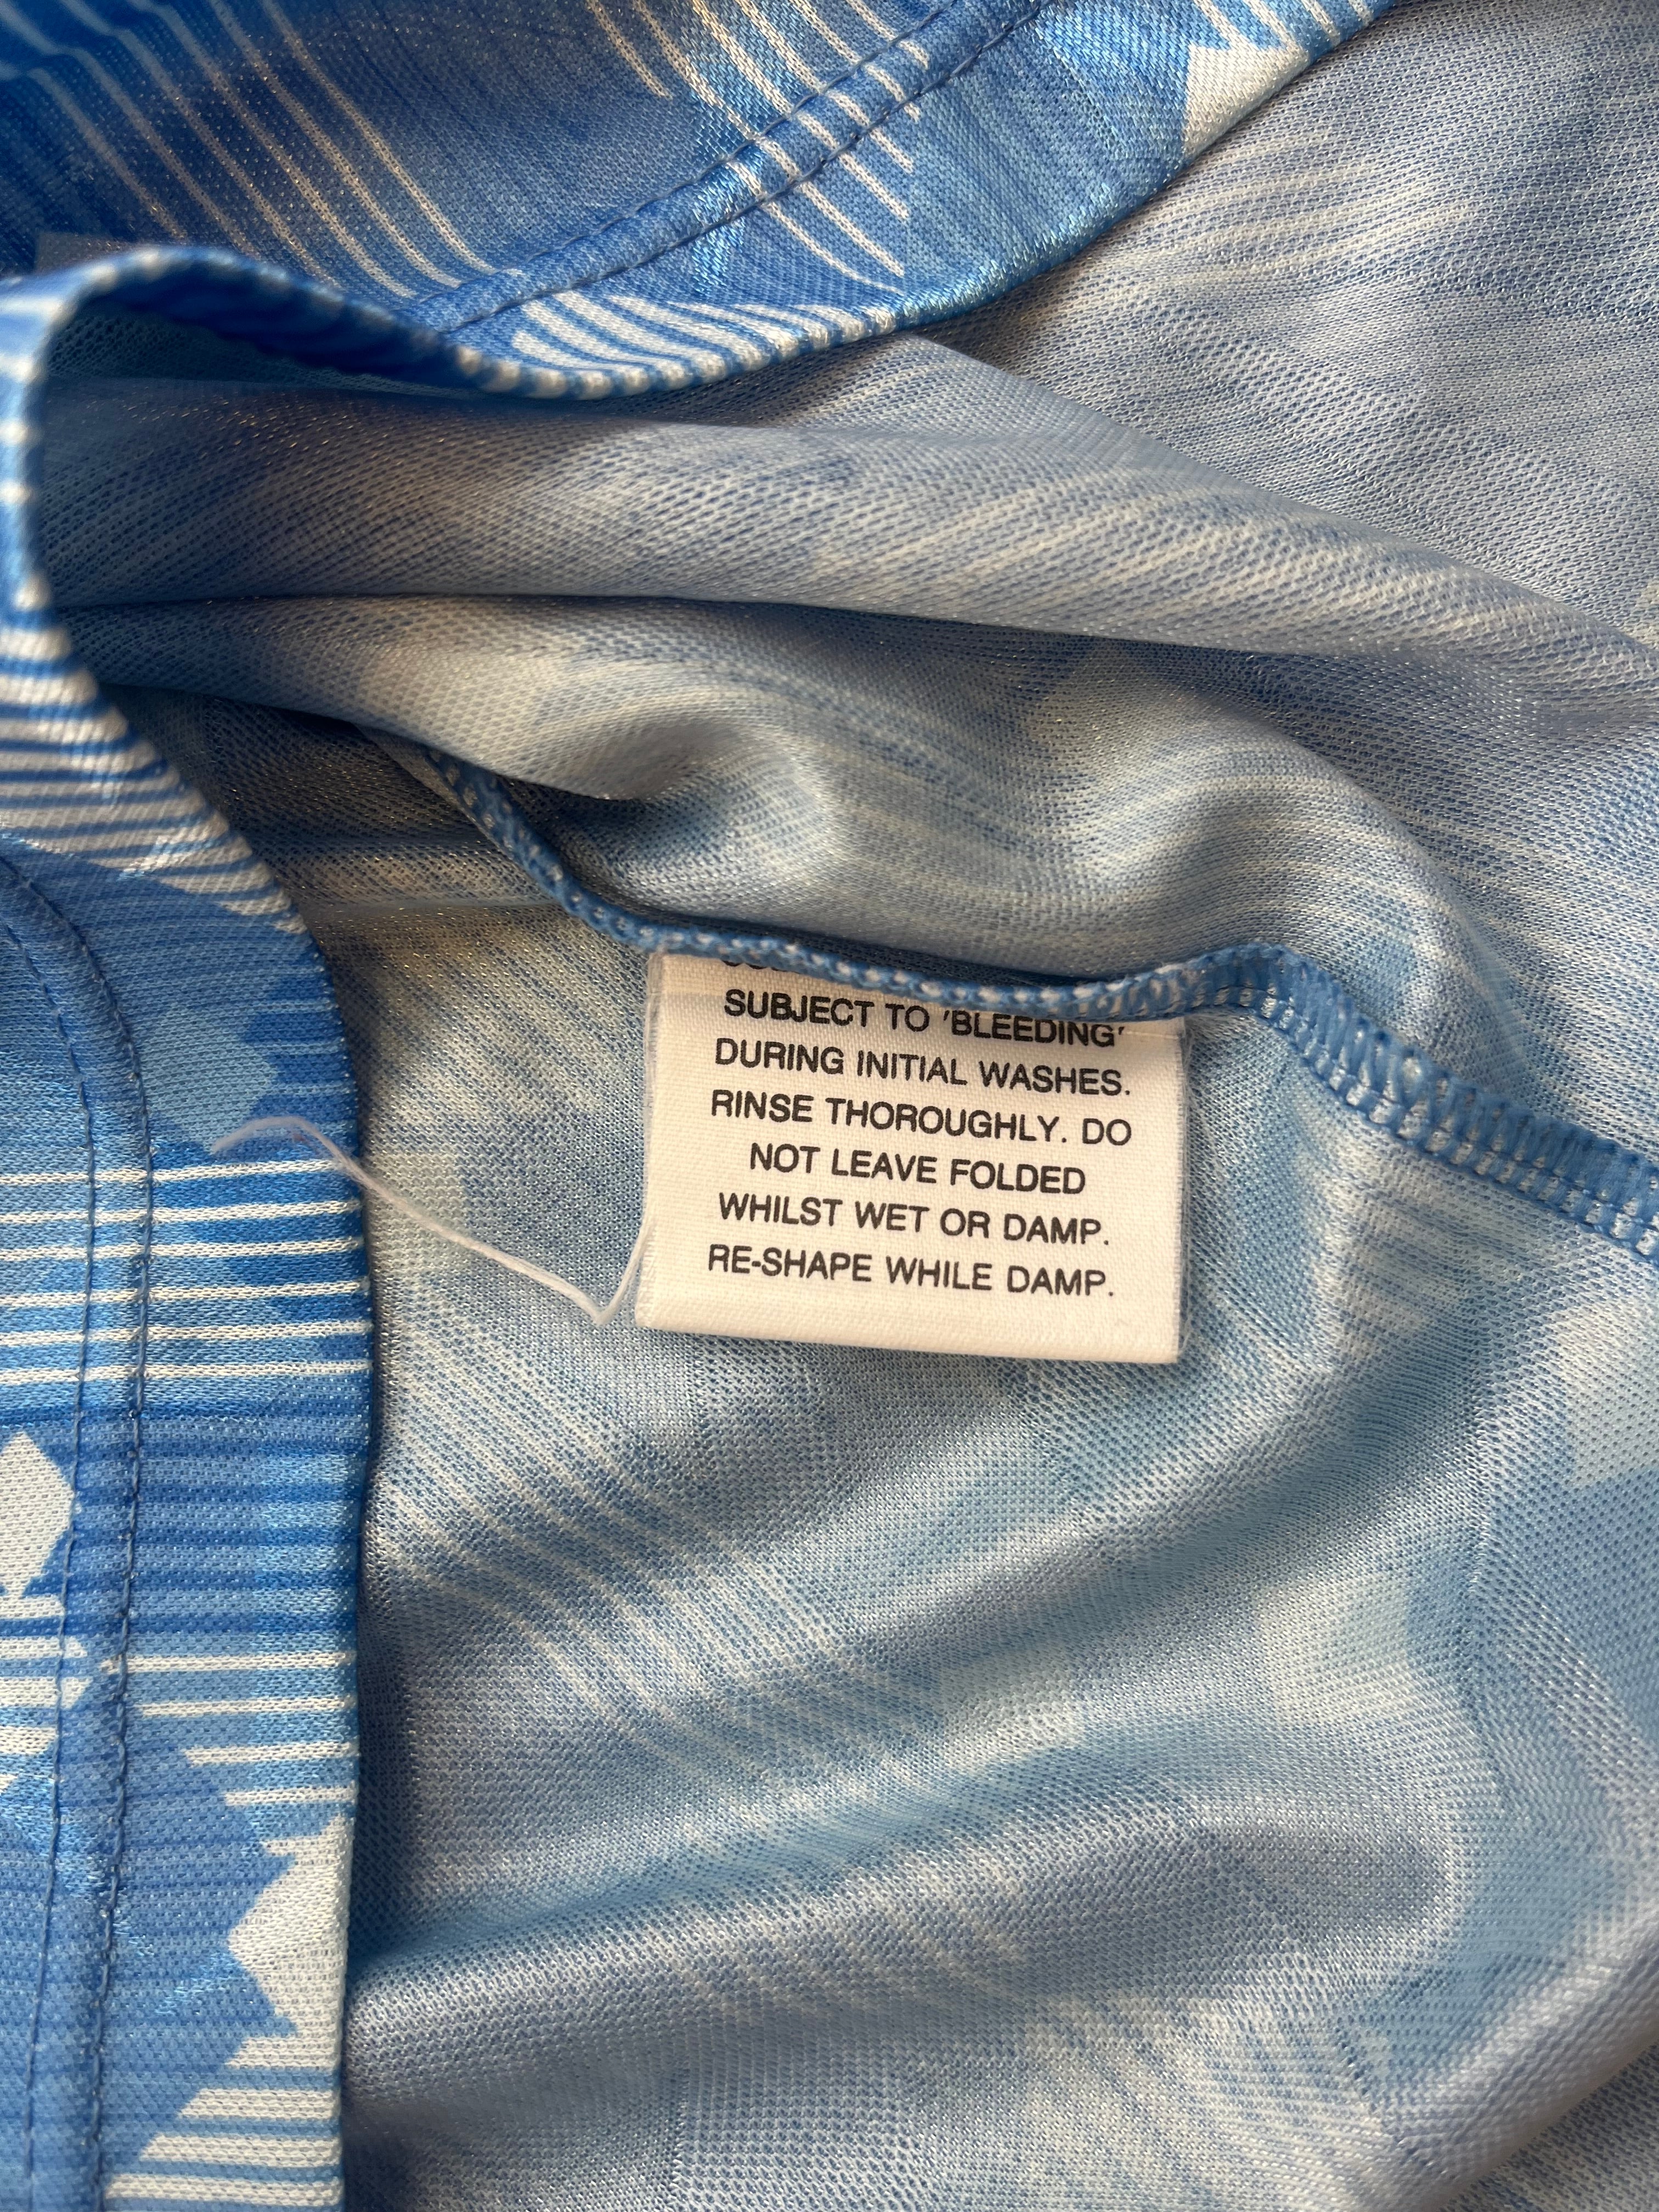 SUBJECT TO 'BLEEDING'
DURING INITIAL WASHES.
RINSE THOROUGHLY. DO
NOT LEAVE FOLDED
WHILST WET OR DAMP.
RE-SHAPE WHILE DAMP.